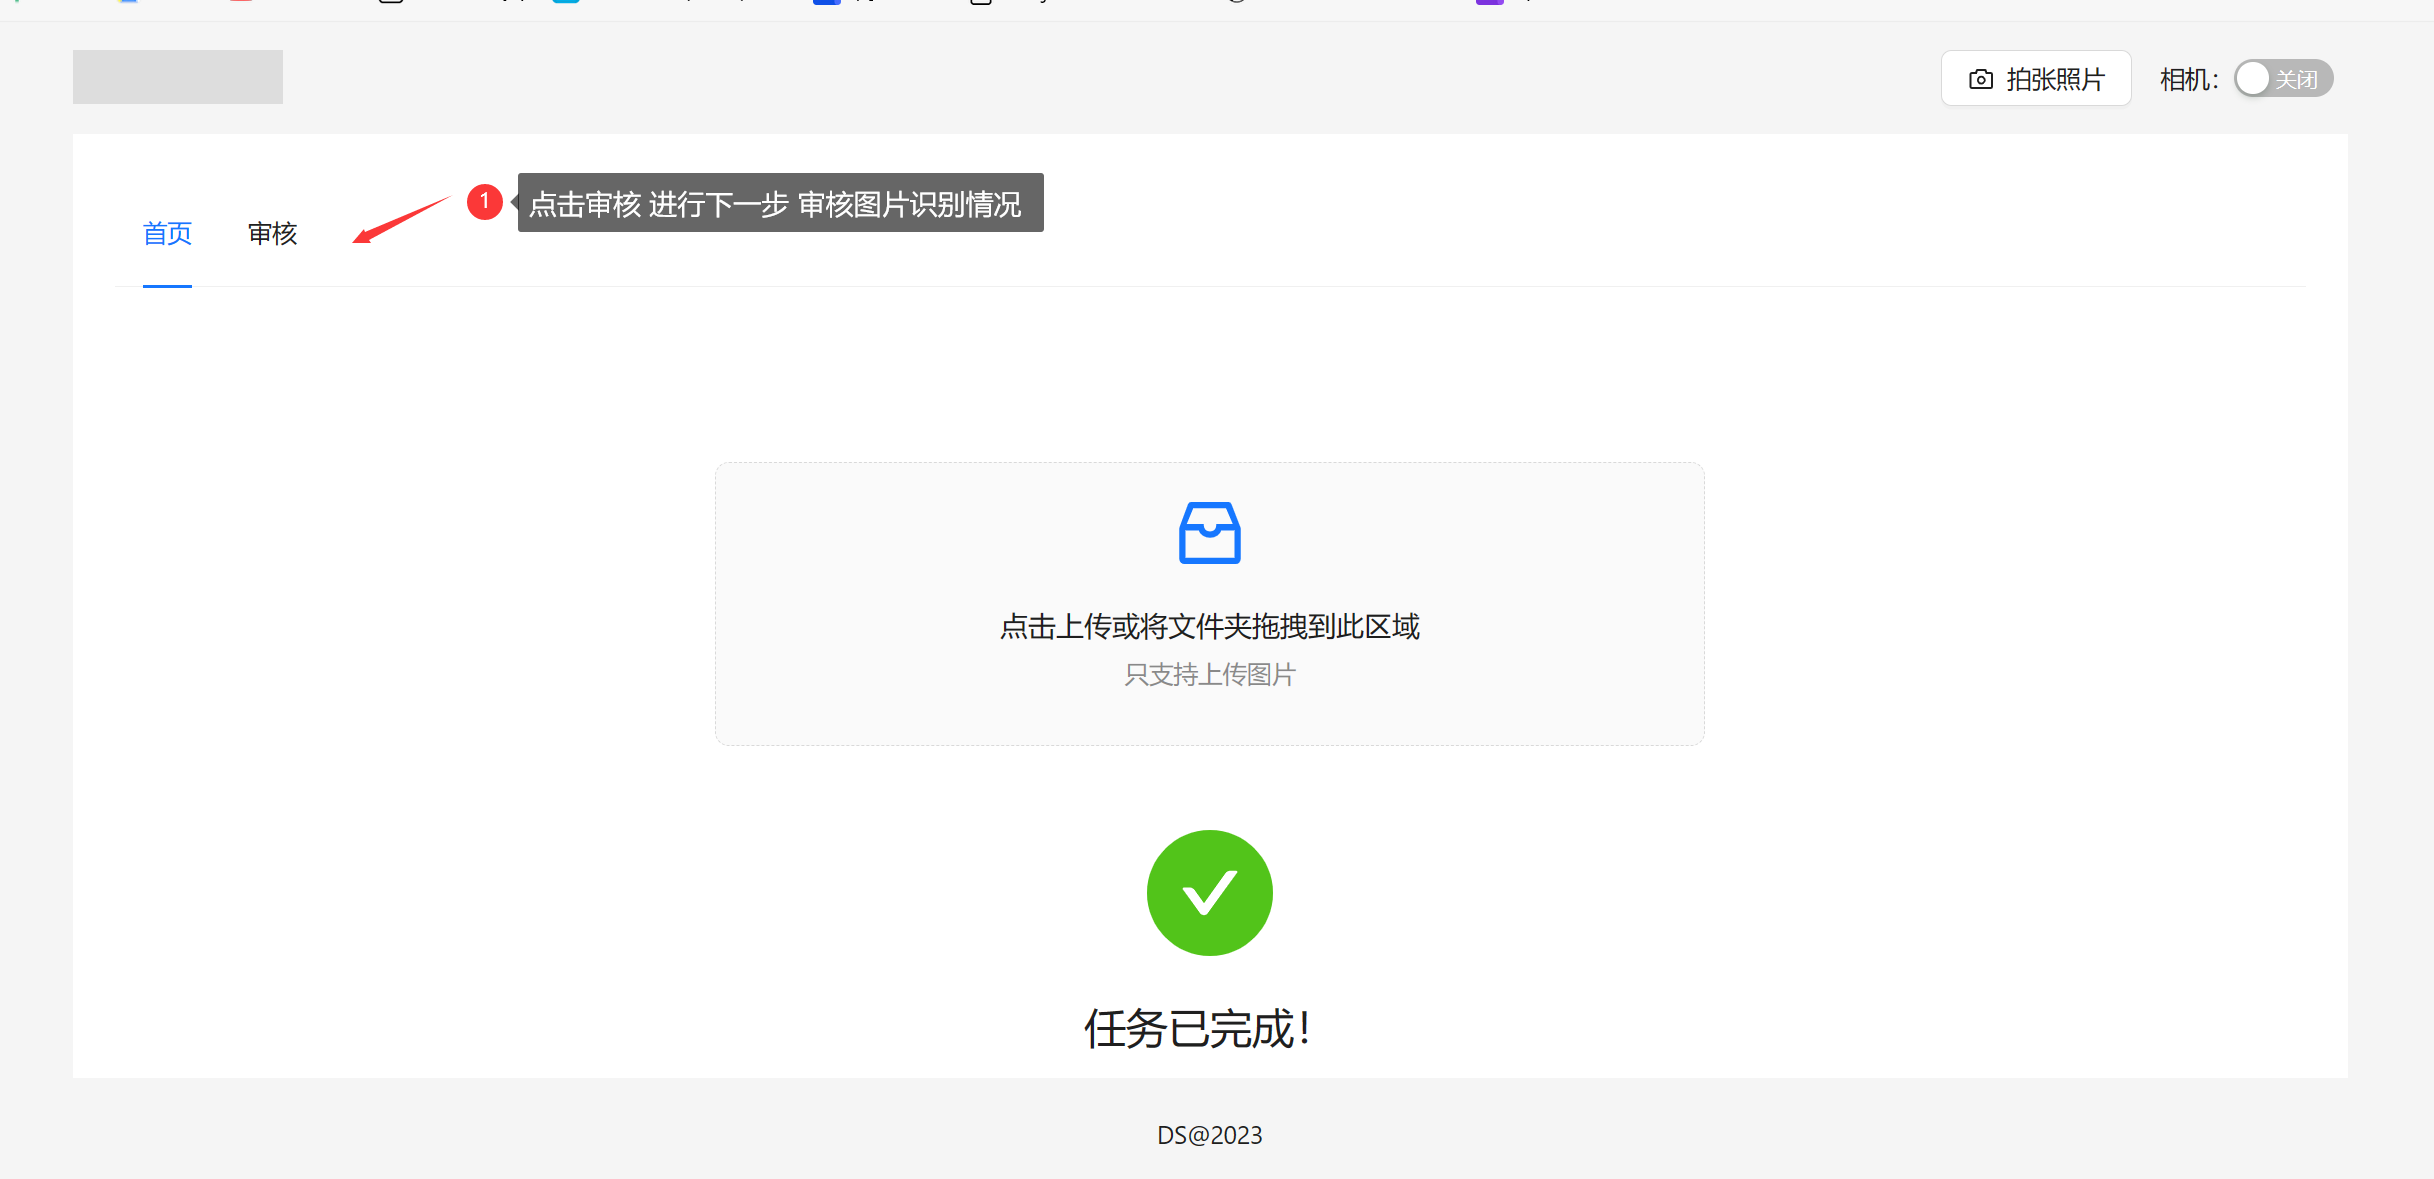 拍张照片
相机：
关闭
1
点击审核 进行下一步 审核图片识别情况
首页
审核
点击上传或将文件夹拖拽到此区域
只支持上传图片
任务已完成！
DS@2023